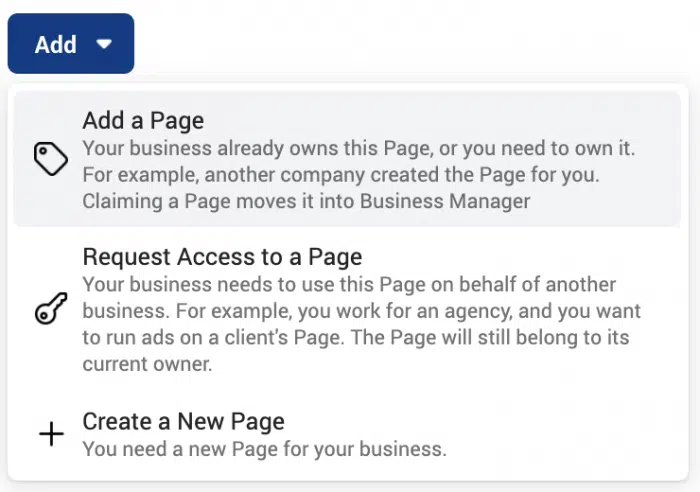 Add
Add a Page
Your business already owns this Page, or you need to own it.
For example, another company created the Page for you.
Claiming a Page moves it into Business Manager
Request Access to a Page
Your business needs to use this Page on behalf of another
business. For example, you work for an agency, and you want
to run ads on a client's Page. The Page will still belong to its
current owner.
Create a New Page
You need a new Page for your business.